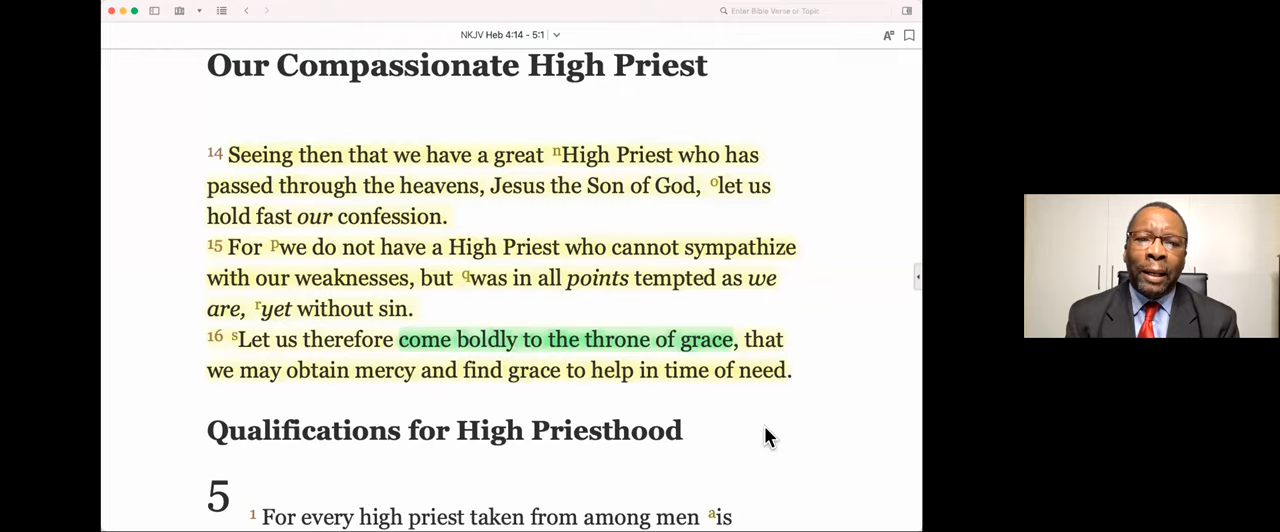 Enter Bible Verse or Topic
NKJV Heb 4:14 - 5:1
Our Compassionate High Priest
14 Seeing then that we have a great nHigh Priest who has
passed through the heavens, Jesus the Son of God, olet us
hold fast our confession.
15 For pwe do not have a High Priest who cannot sympathize
with our weaknesses, but qwas in all points tempted as we
are, ryet without sin.
16 sLet us therefore come boldly to the throne of grace, that
we may obtain mercy and find grace to help in time of need.
Qualifications for High Priesthood
5
1 For every high priest taken from among men ais